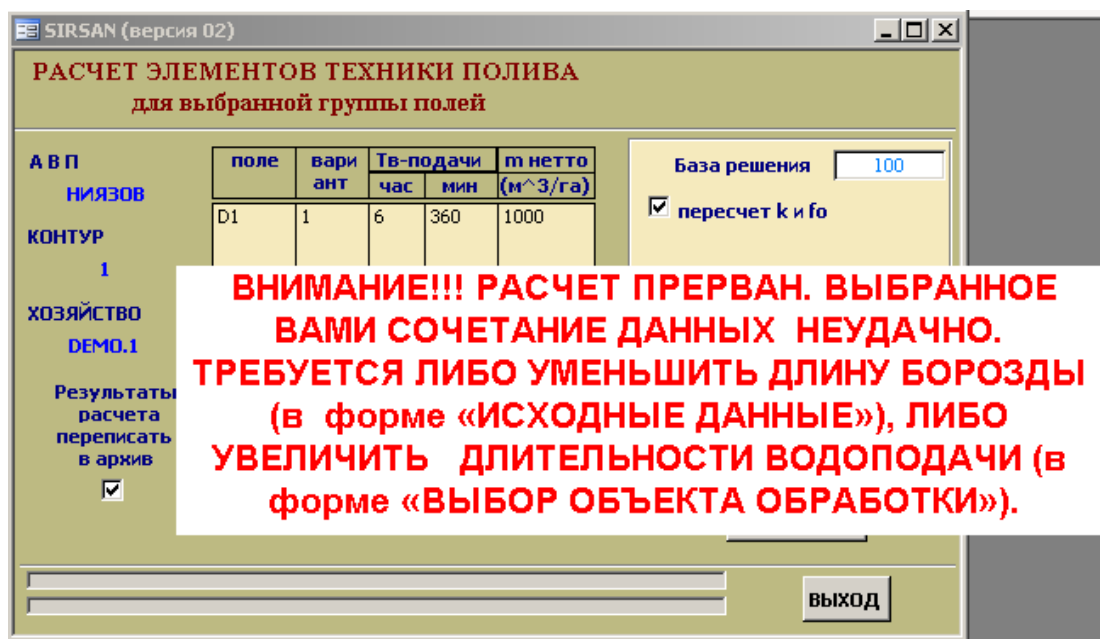 SIRSAN (версия 02)
РАСЧЕТ ЭЛЕМЕНТОВ ТЕХНИКИ ПОЛИВА
для выбранной группы полей
А В П
НИЯЗОВ
КОНТУР
1
ХОЗЯЙСТВО
DEMO.1
Результаты
расчета
переписать
в архив
поле вари Тв-подачи m нетто
ант час мин (м^3/га)
D1 1 6 360 1000
База решения 100
пересчет k и fo
ВНИМАНИЕ!!! РАСЧЕТ ПРЕРВАН. ВЫБРАННОЕ
ВАМИ СОЧЕТАНИЕ ДАННЫХ НЕУДАЧНО.
ТРЕБУЕТСЯ ЛИБО УМЕНЬШИТЬ ДЛИНУ БОРОЗДЫ
(в форме «ИСХОДНЫЕ ДАННЫЕ»), ЛИБО
УВЕЛИЧИТЬ ДЛИТЕЛЬНОСТИ ВОДОПОДАЧИ (в
форме «ВЫБОР ОБЪЕКТА ОБРАБОТКИ»).
ВЫХОД